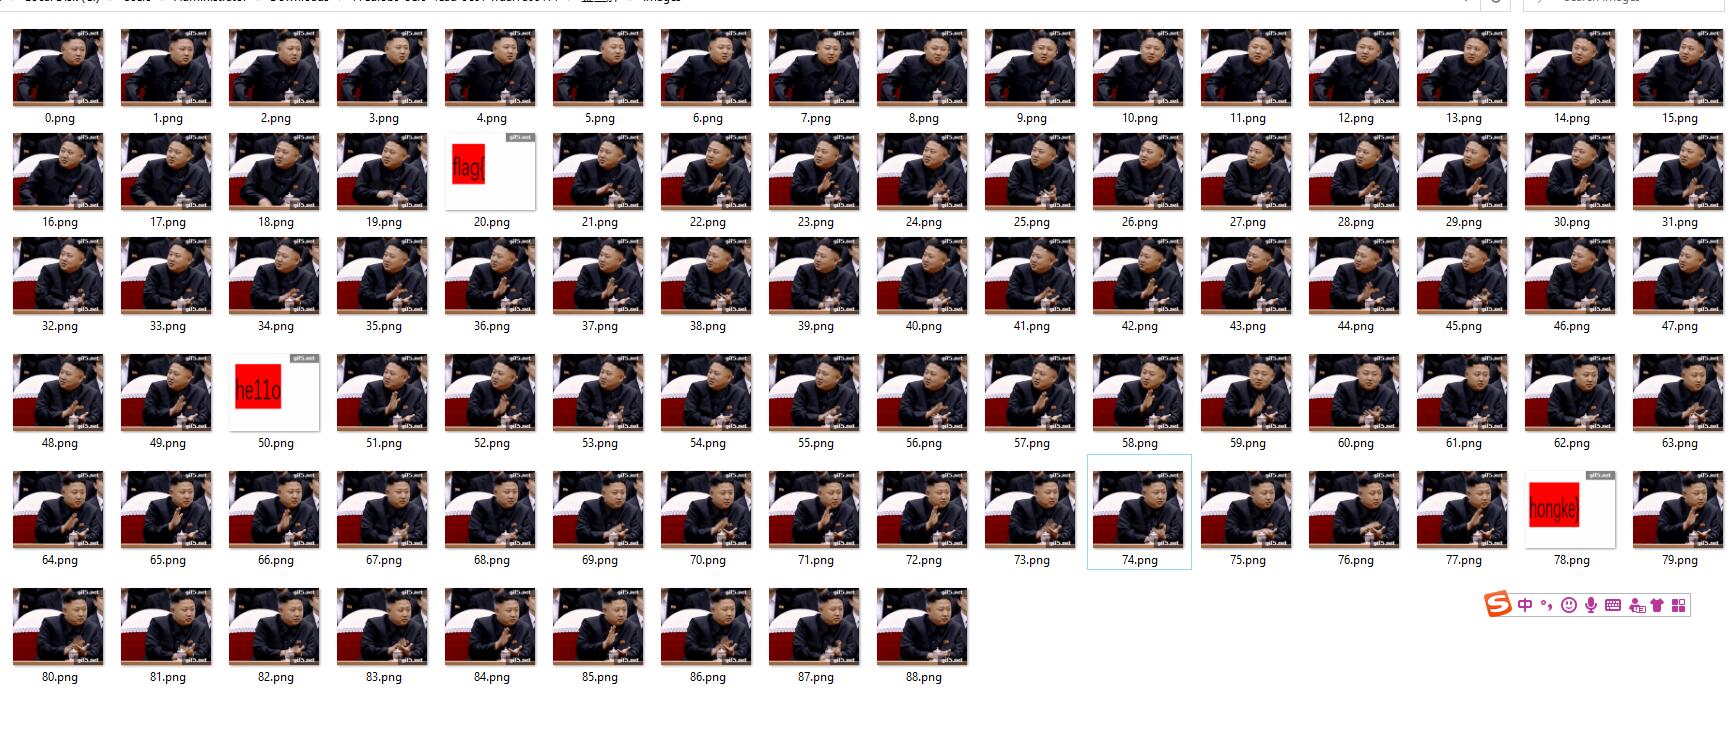 0.png 1.png 2.png 3.png 4.png 5.png 6.png 7.png 8.png 9.png 10.png 11.png 12.png 13.png 14.png 15.png
flag{
gif5.net
16.png 17.png 18.png 19.png 20.png 21.png 22.png 23.png 24.png 25.png 26.png 27.png 28.png 29.png 30.png 31.png
32.png 33.png 34.png 35.png 36.png 37.png 38.png 39.png 40.png 41.png 42.png 43.png 44.png 45.png 46.png 47.png
he11o
gif5.net
48.png 49.png 50.png 51.png 52.png 53.png 54.png 55.png 56.png 57.png 58.png 59.png 60.png 61.png 62.png 63.png
hongke}
gif5.net
64.png 65.png 66.png 67.png 68.png 69.png 70.png 71.png 72.png 73.png 74.png 75.png 76.png 77.png 78.png 79.png
中
80.png 81.png 82.png 83.png 84.png 85.png 86.png 87.png 88.png